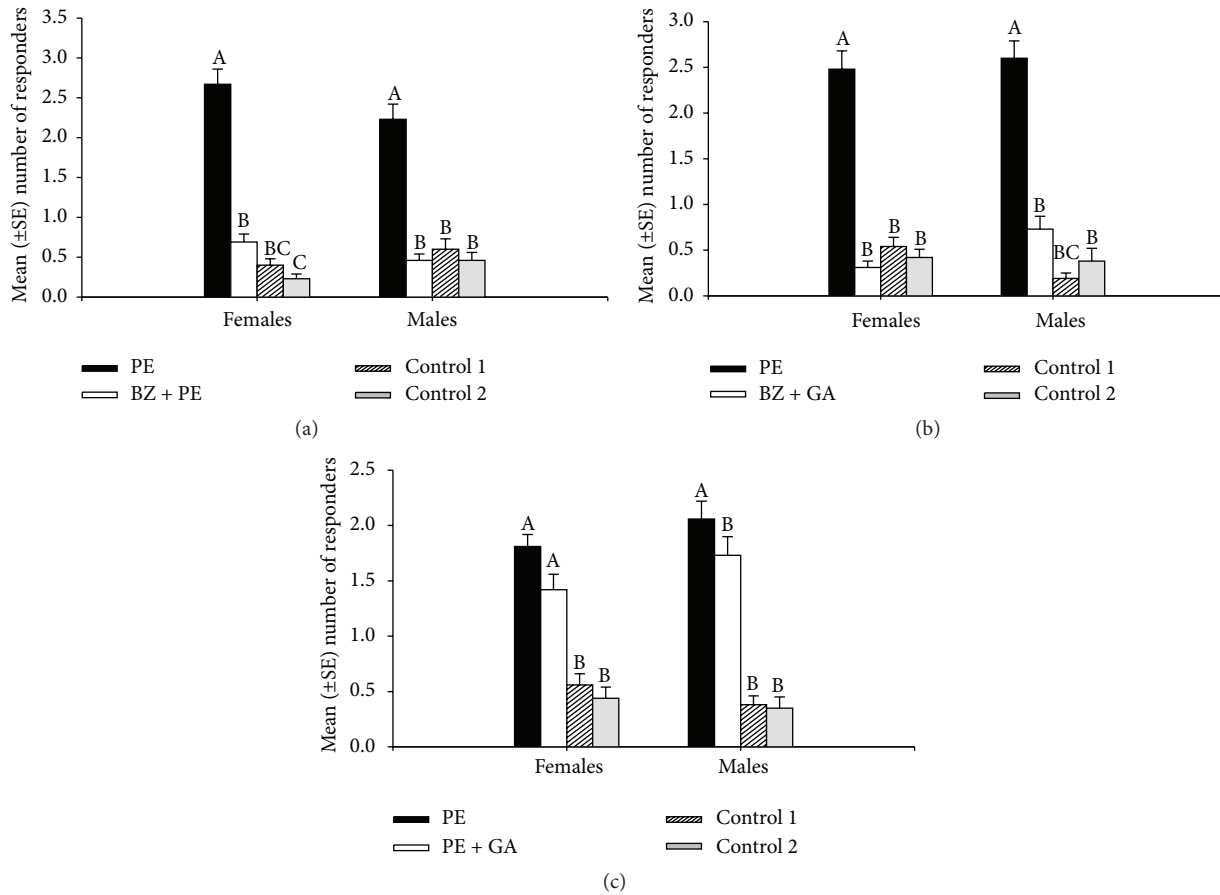 Mean (±SE) number of responders
3.5
3.0
2.5
2.0
1.5
1.0
0.5
0.0
A
B
BC
C
A
B
B
B
Females
Males
PE
Control 1
BZ + PE
Control 2
(a)
Mean (±SE) number of responders
3.0
2.5
2.0
1.5
1.0
0.5
0.0
A
B
B
B
A
B
BC
B
Females
Males
PE
Control 1
BZ + GA
Control 2
(b)
Mean (±SE) number of responders
2.5
2.0
1.5
1.0
0.5
0.0
A
A
B
B
A
B
B
B
Females
Males
PE
Control 1
PE + GA
Control 2
(c)